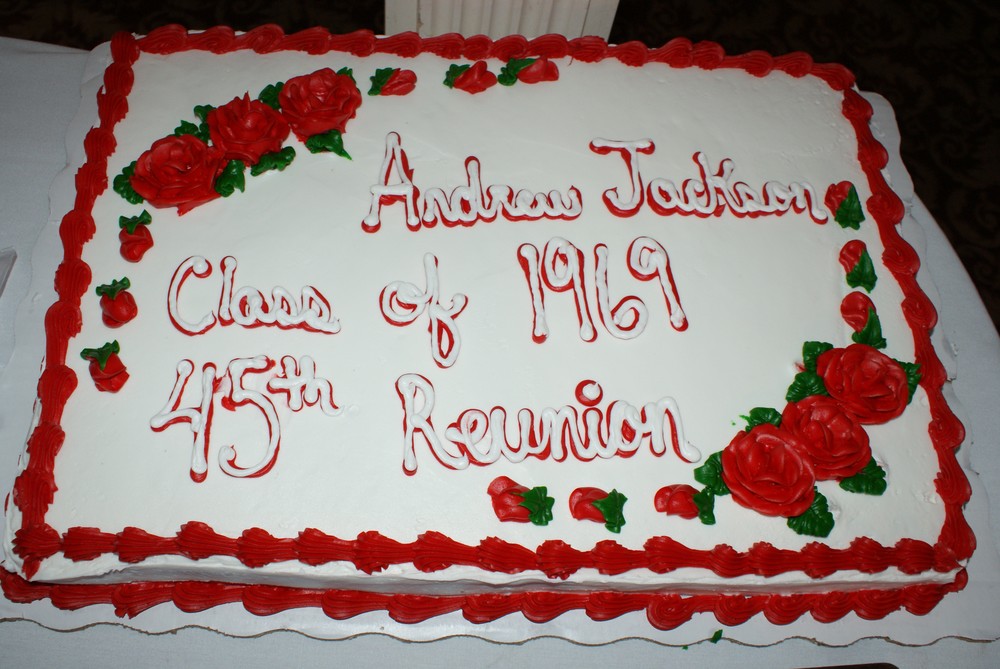 Andrew Jackson
Class of 1969
45th Reunion